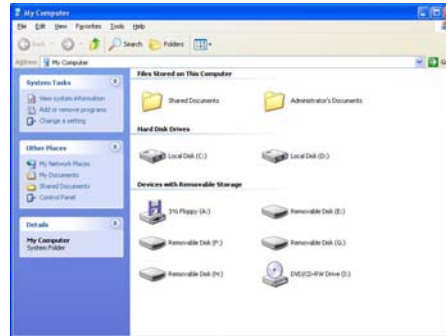 My Computer
File Edit View Favorites Tools Help
Back Search Folders
Address My Computer Go
System Tasks
View system information
Add or remove programs
Change a setting
Other Places
My Network Places
My Documents
Shared Documents
Control Panel
Details
My Computer
System Folder
Files Stored on This Computer
Shared Documents Administrator's Documents
Hard Disk Drives
Local Disk (C:) Local Disk (D:)
Devices with Removable Storage
3½ Floppy (A:) Removable Disk (E:)
Removable Disk (F:) Removable Disk (G:)
Removable Disk (H:) DVD/CD-RW Drive (I:)